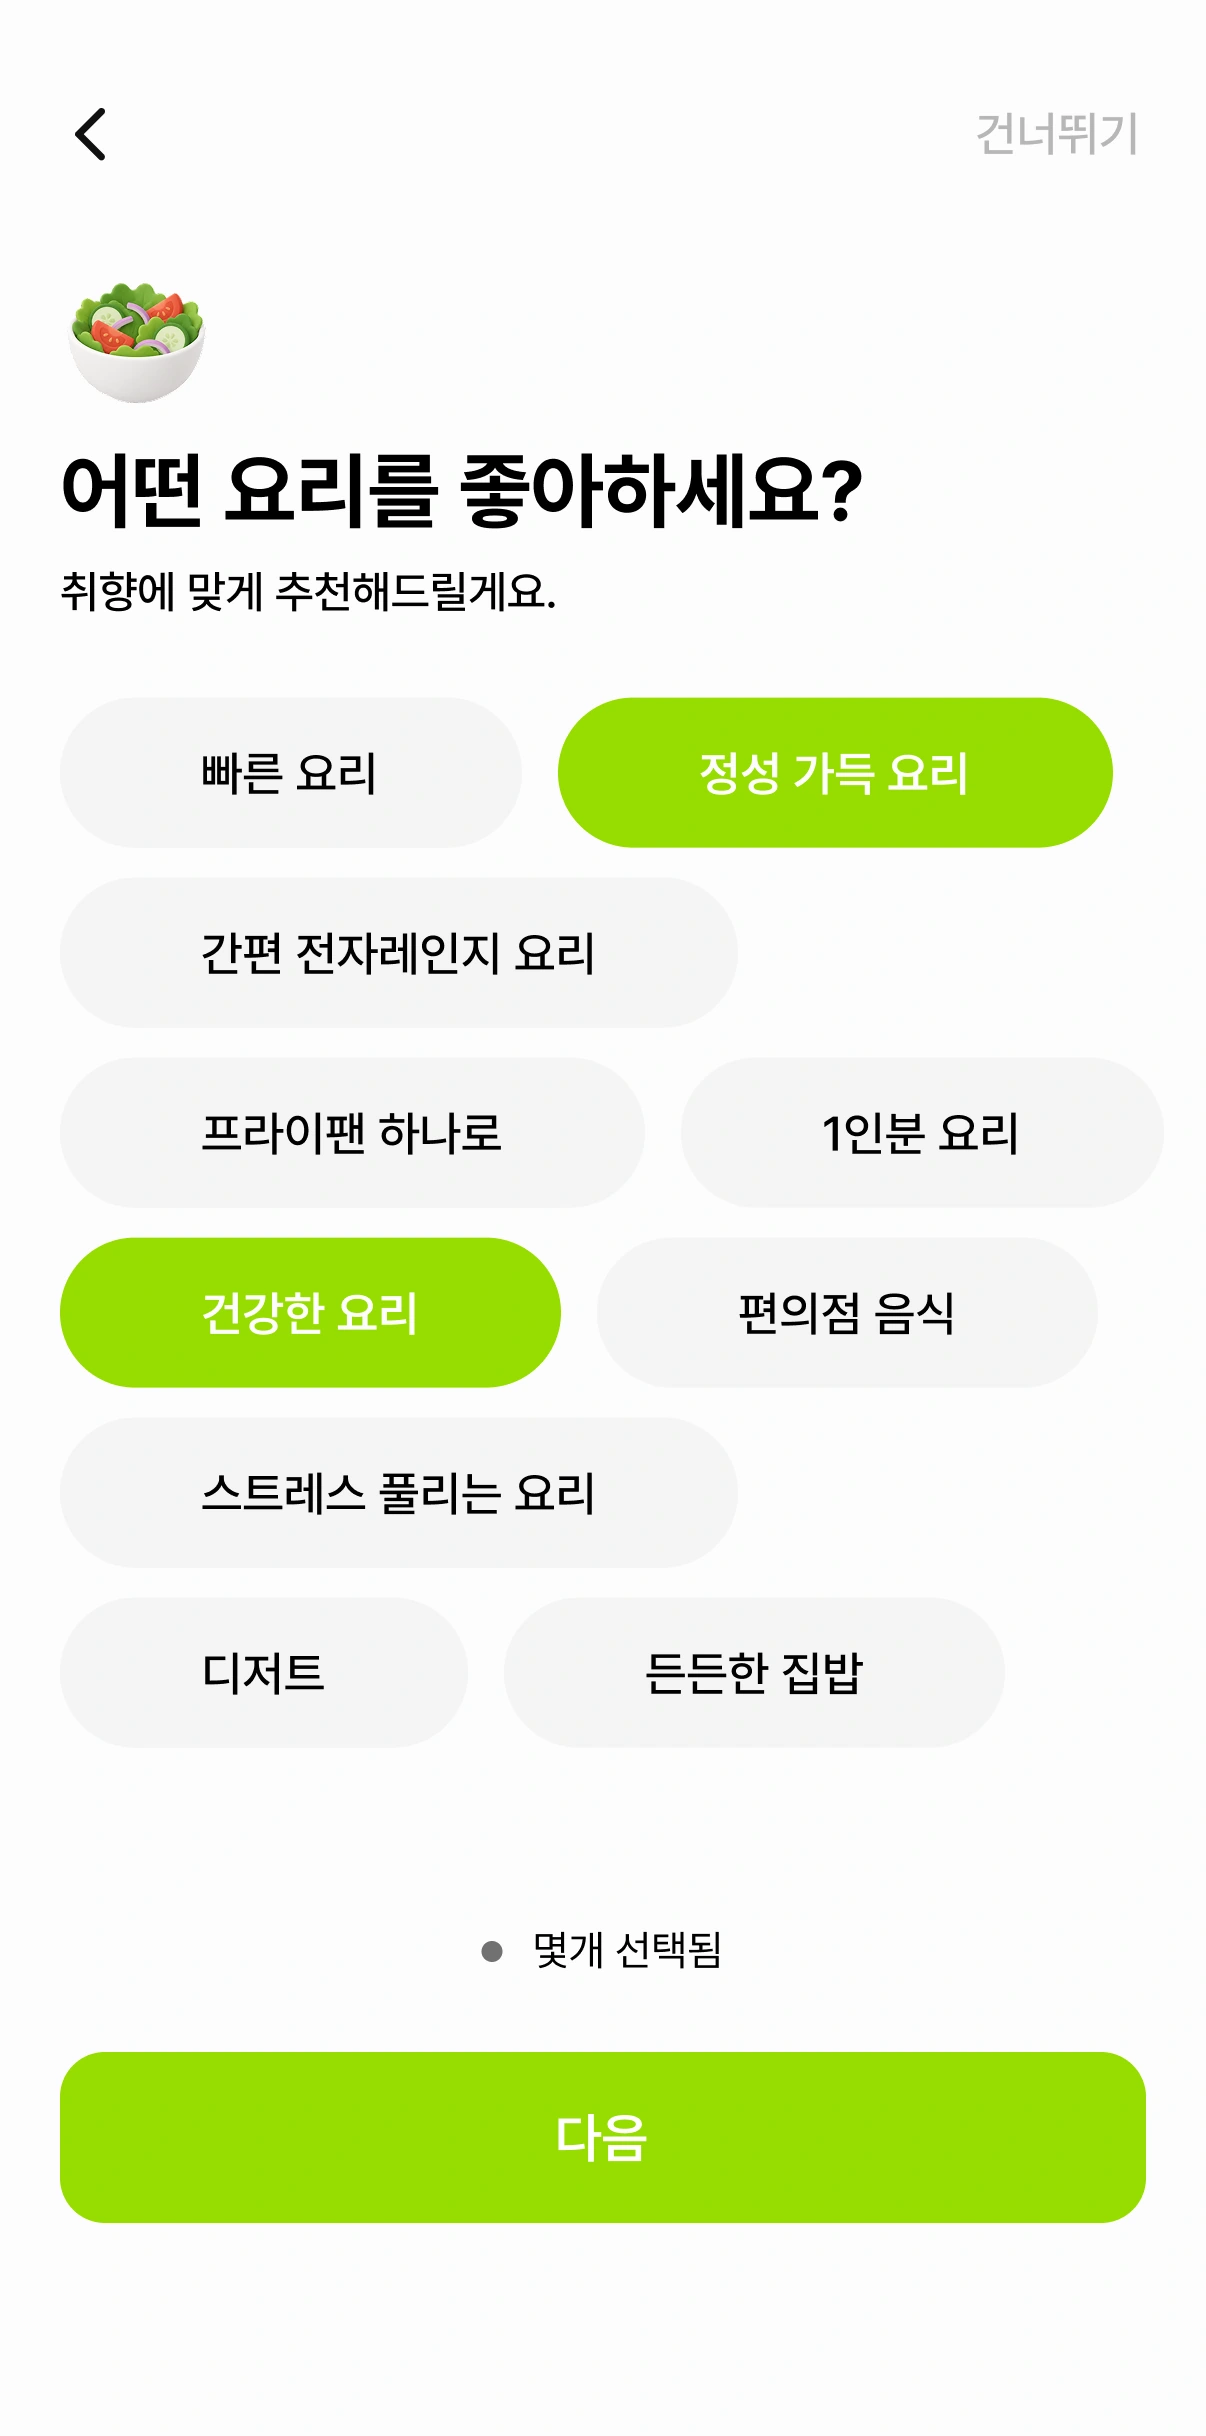 건너뛰기
어떤 요리를 좋아하세요?
취향에 맞게 추천해드릴게요.
빠른 요리
정성 가득 요리
간편 전자레인지 요리
프라이팬 하나로
1인분 요리
건강한 요리
편의점 음식
스트레스 풀리는 요리
디저트
든든한 집밥
몇개 선택됨
다음